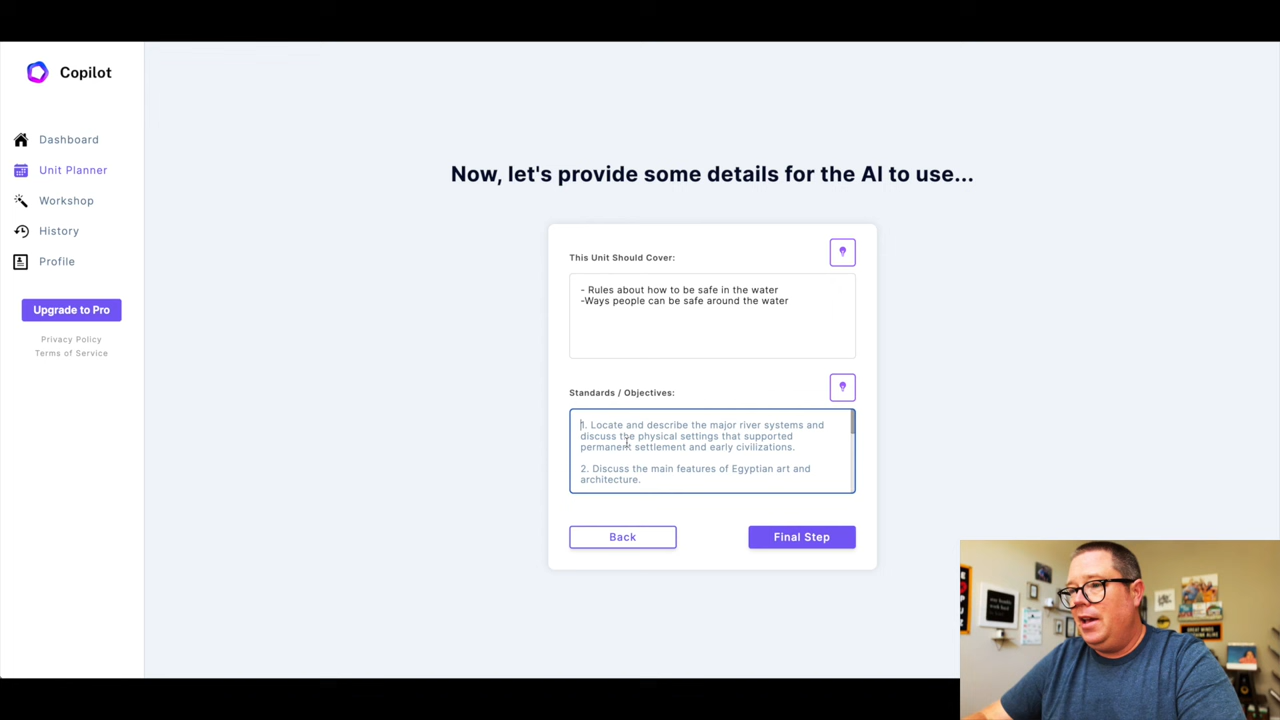 Copilot
Dashboard
Unit Planner
Workshop
History
Profile
Upgrade to Pro
Privacy Policy
Terms of Service
Now, let's provide some details for the AI to use...
This Unit Should Cover:
- Rules about how to be safe in the water
-Ways people can be safe around the water
Standards / Objectives:
1. Locate and describe the major river systems and
discuss the physical settings that supported
permanent settlement and early civilizations.
2. Discuss the main features of Egyptian art and
architecture.
Back
Final Step
GREAT MINDS